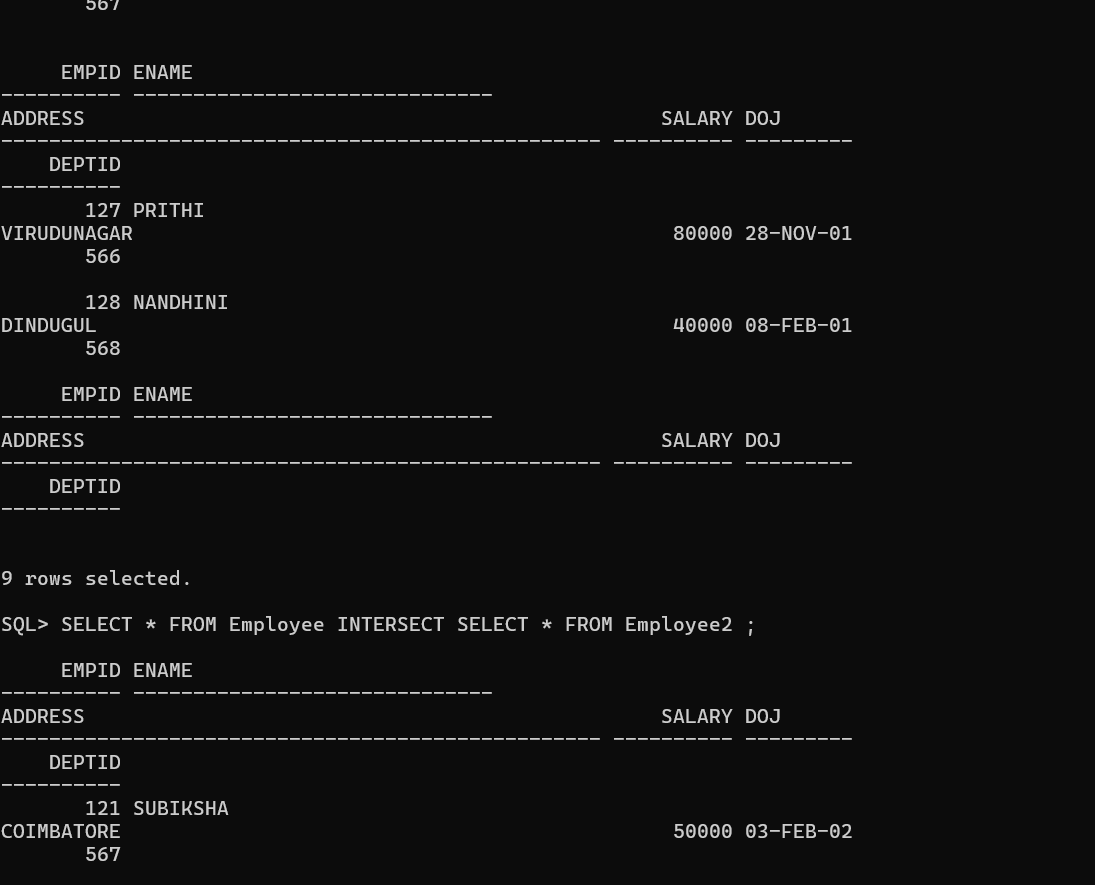 567
EMPID ENAME
---------- ------------------------------
ADDRESS                                                SALARY DOJ
-------------------------------------------------- ---------- ---------
DEPTID
----------
127 PRITHI
VIRUDUNAGAR                                             80000 28-NOV-01
566
128 NANDHINI
DINDUGUL                                                40000 08-FEB-01
568
EMPID ENAME
---------- ------------------------------
ADDRESS                                                SALARY DOJ
-------------------------------------------------- ---------- ---------
DEPTID
----------
9 rows selected.
SQL> SELECT * FROM Employee INTERSECT SELECT * FROM Employee2 ;
EMPID ENAME
---------- ------------------------------
ADDRESS                                                SALARY DOJ
-------------------------------------------------- ---------- ---------
DEPTID
----------
121 SUBIKSHA
COIMBATORE                                              50000 03-FEB-02
567